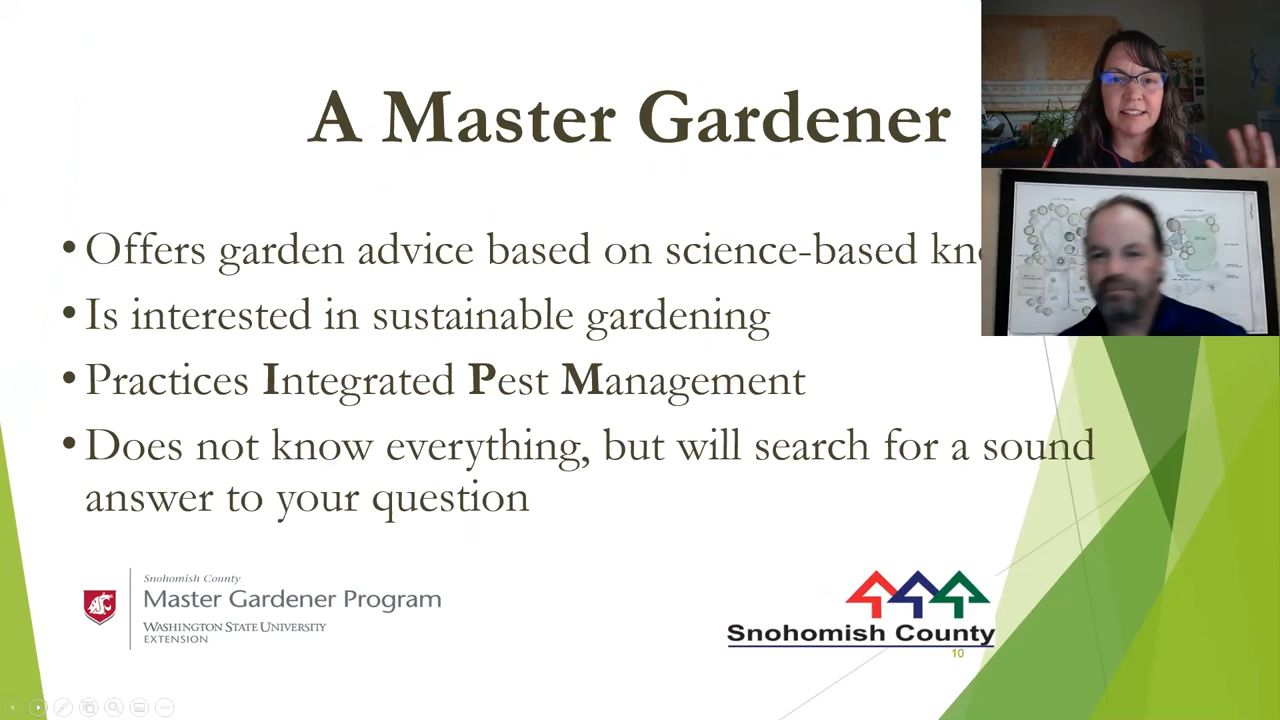 A Master Gardener
• Offers garden advice based on science-based
• Is interested in sustainable gardening
• Practices Integrated Pest Management
• Does not know everything, but will search for a sound
answer to your question
Snohomish County
Master Gardener Program
WASHINGTON STATE UNIVERSITY
EXTENSION
Snohomish County
10